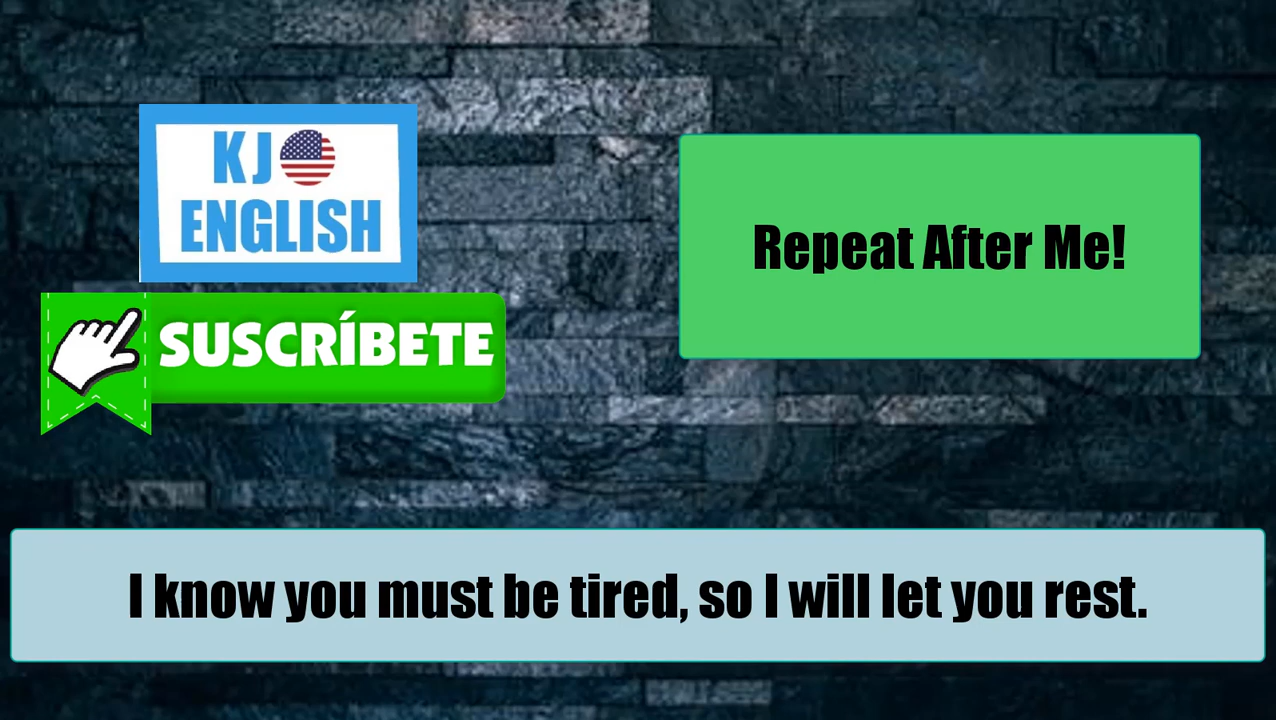 KJ
ENGLISH
SUSCRÍBETE
Repeat After Me!
I know you must be tired, so I will let you rest.